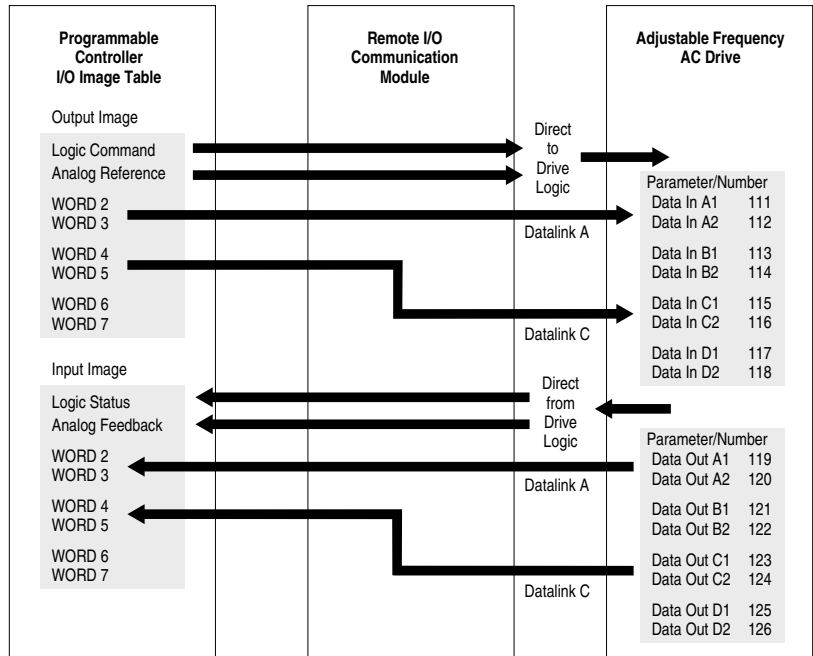 Programmable
Controller
I/O Image Table
Remote I/O
Communication
Module
Adjustable Frequency
AC Drive
Output Image
Logic Command
Analog Reference
WORD 2
WORD 3
WORD 4
WORD 5
WORD 6
WORD 7
Direct
to
Drive
Logic
Datalink A
Datalink C
Parameter/Number
Data In A1 111
Data In A2 112
Data In B1 113
Data In B2 114
Data In C1 115
Data In C2 116
Data In D1 117
Data In D2 118
Input Image
Logic Status
Analog Feedback
WORD 2
WORD 3
WORD 4
WORD 5
WORD 6
WORD 7
Direct
from
Drive
Logic
Datalink A
Datalink C
Parameter/Number
Data Out A1 119
Data Out A2 120
Data Out B1 121
Data Out B2 122
Data Out C1 123
Data Out C2 124
Data Out D1 125
Data Out D2 126